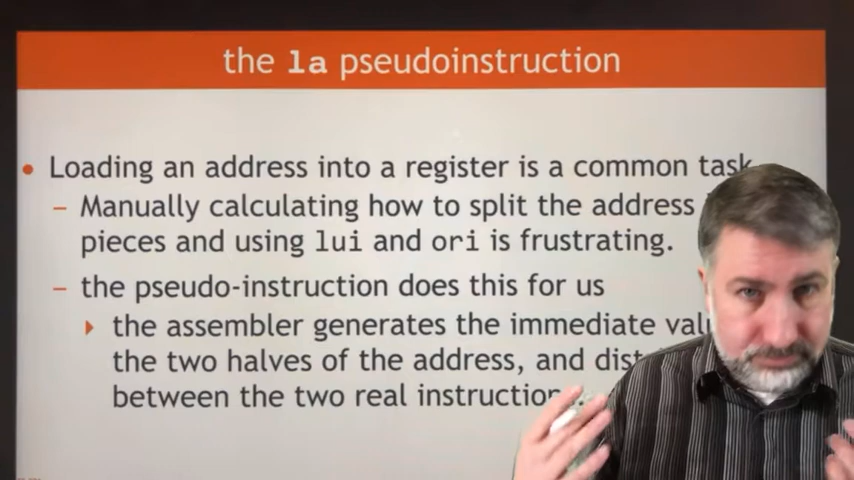 the la pseudoinstruction
• Loading an address into a register is a common task
– Manually calculating how to split the address
pieces and using lui and ori is frustrating.
– the pseudo-instruction does this for us
the assembler generates the immediate
the two halves of the address, and
between the two real